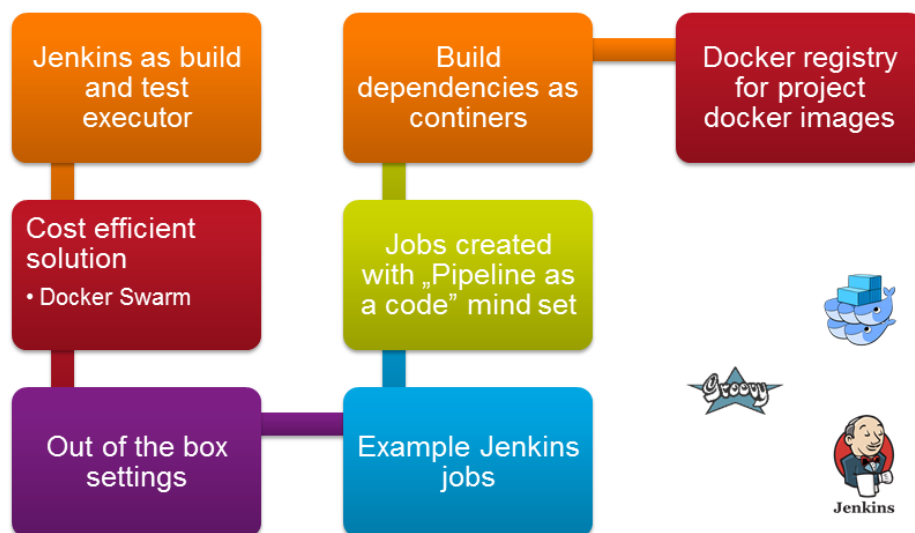 Jenkins as build
and test
executor
Cost efficient
solution
• Docker Swarm
Out of the box
settings
Example Jenkins
jobs
Jobs created
with „Pipeline as
a code” mind set
Build
dependencies as
continers
Docker registry
for project
docker images
Groovy
Jenkins